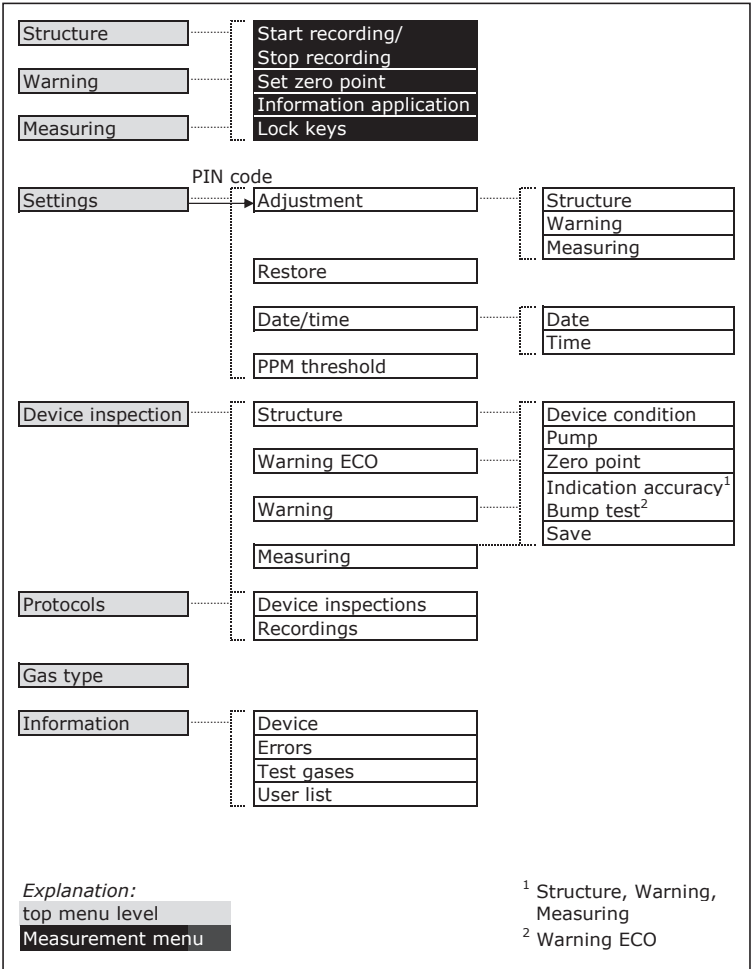 Structure
Start recording/
Stop recording
Warning
Set zero point
Information application
Measuring
Lock keys
PIN code
Settings
Adjustment
Structure
Warning
Measuring
Restore
Date/time
Date
Time
PPM threshold
Device inspection
Structure
Device condition
Pump
Warning ECO
Zero point
Indication accuracy¹
Warning
Bump test²
Save
Measuring
Protocols
Device inspections
Recordings
Gas type
Information
Device
Errors
Test gases
User list
Explanation:
top menu level
Measurement menu
¹ Structure, Warning,
Measuring
² Warning ECO